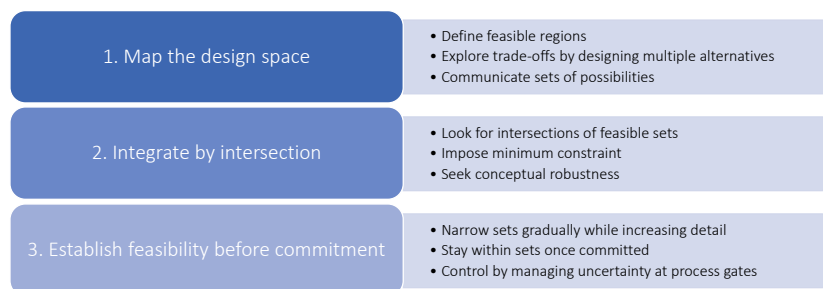 1. Map the design space
• Define feasible regions
• Explore trade-offs by designing multiple alternatives
• Communicate sets of possibilities
2. Integrate by intersection
• Look for intersections of feasible sets
• Impose minimum constraint
• Seek conceptual robustness
3. Establish feasibility before commitment
• Narrow sets gradually while increasing detail
• Stay within sets once committed
• Control by managing uncertainty at process gates